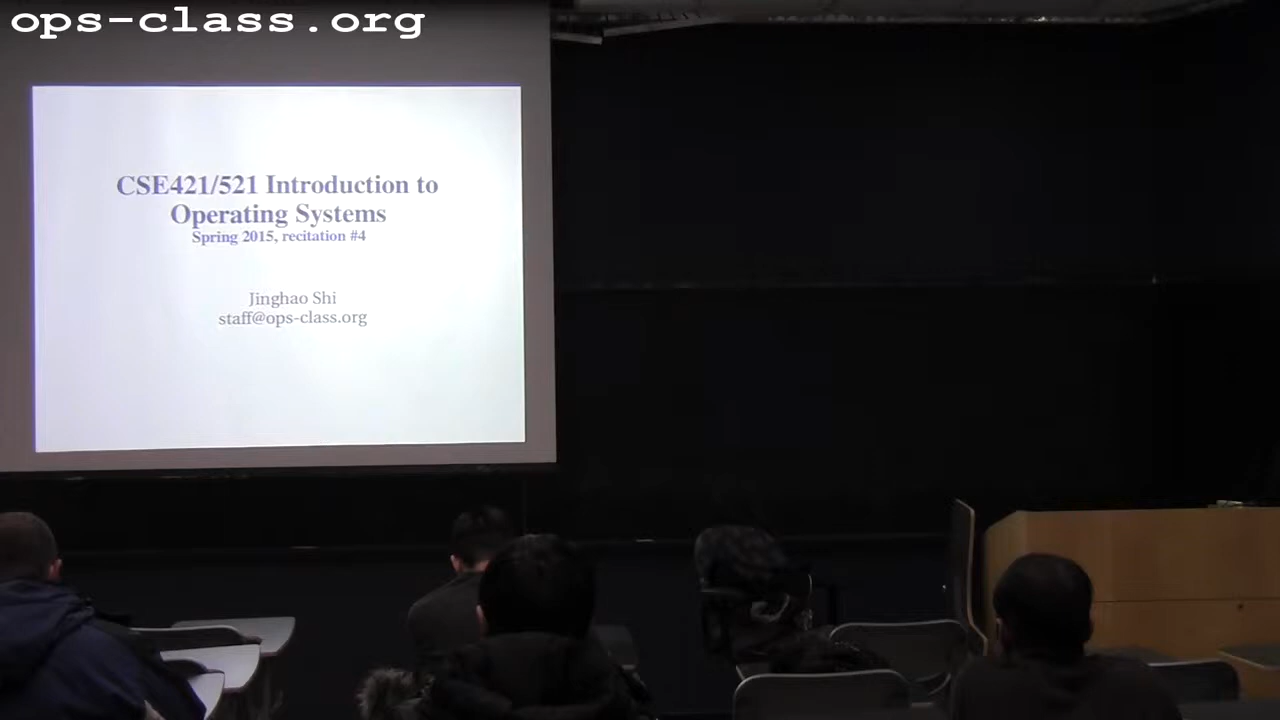 ops-class.org
CSE421/521 Introduction to
Operating Systems
Spring 2015, recitation #4
Jinghao Shi
staff@ops-class.org